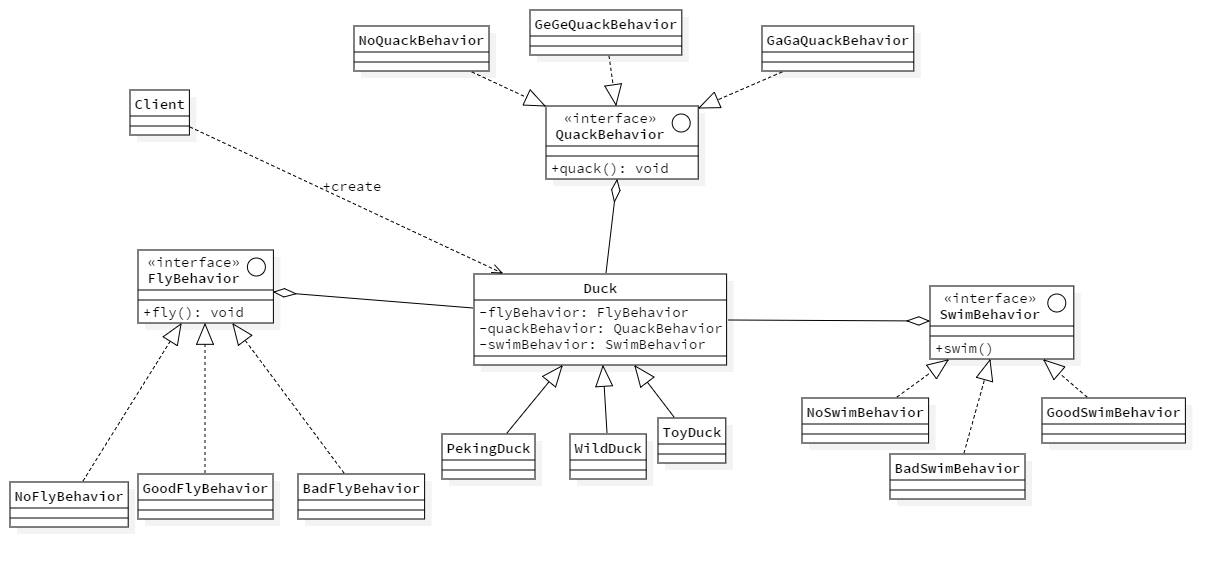 GeGeQuackBehavior
NoQuackBehavior
GaGaQuackBehavior
Client
«interface»
QuackBehavior
+quack(): void
+create
«interface»
FlyBehavior
+fly(): void
Duck
-flyBehavior: FlyBehavior
-quackBehavior: QuackBehavior
-swimBehavior: SwimBehavior
«interface»
SwimBehavior
+swim()
NoSwimBehavior
GoodSwimBehavior
ToyDuck
PekingDuck
WildDuck
BadSwimBehavior
NoFlyBehavior
GoodFlyBehavior
BadFlyBehavior